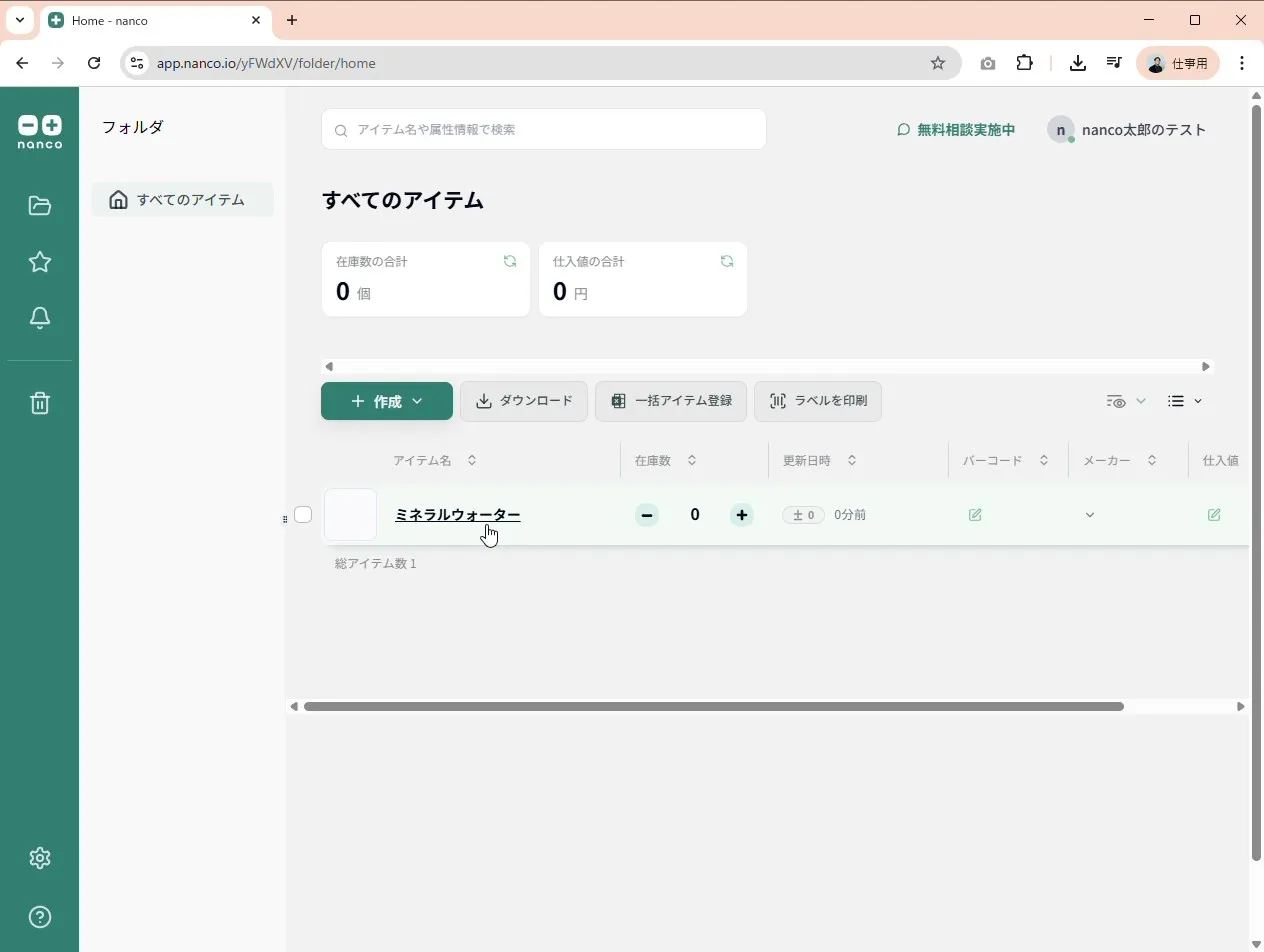 Home - nanco
app.nanco.io/yFWdXV/folder/home
仕事用
nanco
フォルダ
すべてのアイテム
アイテム名や属性情報で検索
無料相談実施中
n
nanco太郎のテスト
すべてのアイテム
在庫数の合計
0 個
仕入値の合計
0 円
作成
ダウンロード
一括アイテム登録
ラベルを印刷
アイテム名
在庫数
更新日時
バーコード
メーカー
仕入値
ミネラルウォーター
0
± 0
0分前
総アイテム数 1